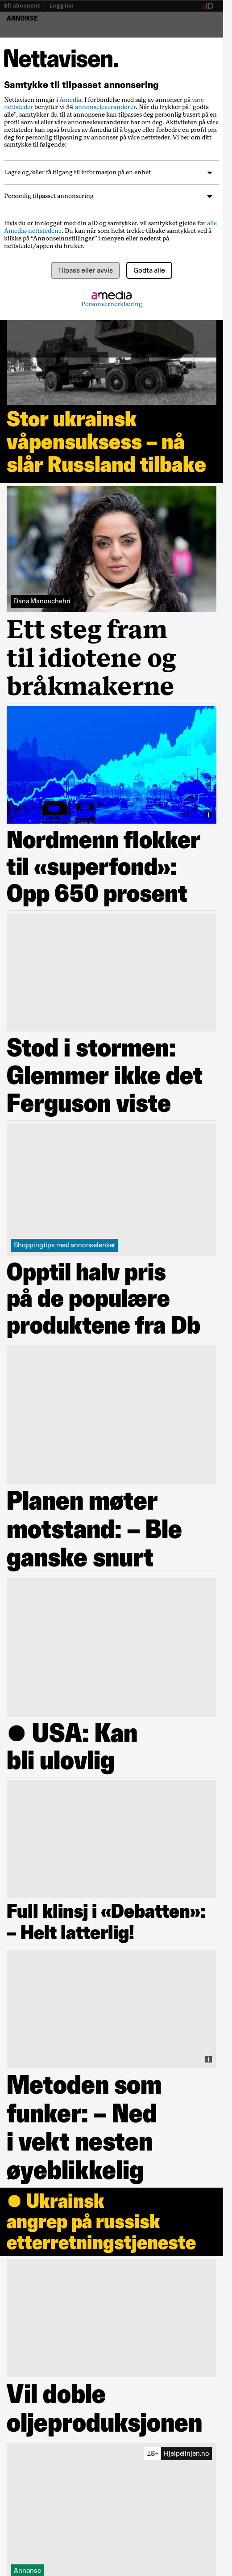 Bli abonnent | Logg inn
aID
ANNONSE
Nettavisen.
Samtykke til tilpasset annonsering
Nettavisen inngår i Amedia. I forbindelse med salg av annonser på våre
nettsteder benytter vi 34 annonseleverandører. Når du trykker på "godta
alle", samtykker du til at annonsene kan tilpasses deg personlig basert på en
profil som vi eller våre annonseleverandører har om deg. Aktiviteten på våre
nettsteder kan også brukes av Amedia til å bygge eller forbedre en profil om
deg for personlig tilpasning av annonser på våre nettsteder. Vi ber om ditt
samtykke til følgende:
Lagre og/eller få tilgang til informasjon på en enhet
Personlig tilpasset annonsering
Hvis du er innlogget med din aID og samtykker, vil samtykket gjelde for alle
Amedia-nettstedene. Du kan når som helst trekke tilbake samtykket ved å
klikke på “Annonseinnstillinger” i menyen eller nederst på
nettstedet/appen du bruker.
Tilpass eller avvis
Godta alle
amedia
Personvernerklæring
Stor ukrainsk
våpensuksess – nå
slår Russland tilbake
Dana Manouchehri
Ett steg fram
til idiotene og
bråkmakerne
Nordmenn flokker
til «superfond»:
Opp 650 prosent
Stod i stormen:
Glemmer ikke det
Ferguson viste
Shoppingtips med annonselenker
Opptil halv pris
på de populære
produktene fra Db
Planen møter
motstand: – Ble
ganske snurt
● USA: Kan
bli ulovlig
Full klinsj i «Debatten»:
– Helt latterlig!
Metoden som
funker: – Ned
i vekt nesten
øyeblikkelig
● Ukrainsk
angrep på russisk
etterretningstjeneste
Vil doble
oljeproduksjonen
18+ Hjelpelinjen.no
Annonse